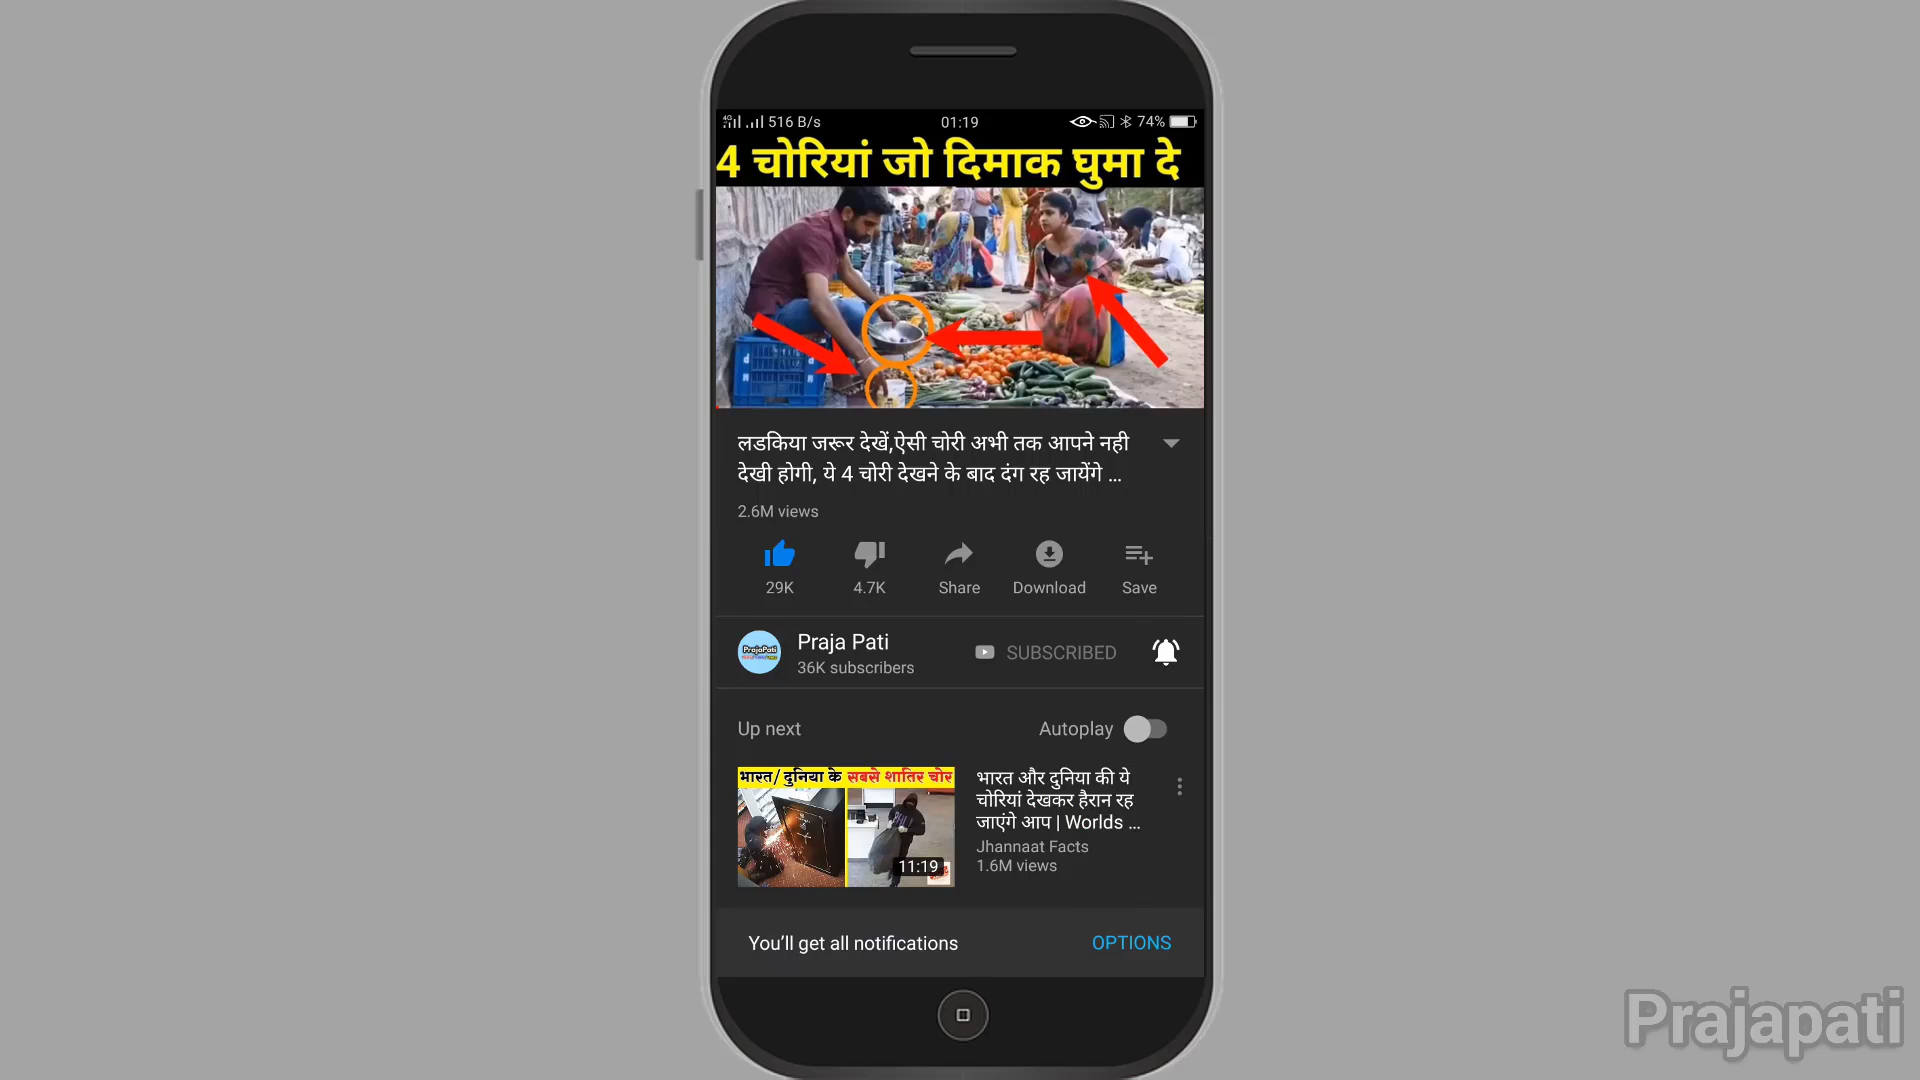 4G 516 B/s 01:19 74%
4 चोरियां जो दिमाक घुमा दे
लडकिया जरूर देखें,ऐसी चोरी अभी तक आपने नही
देखी होगी, ये 4 चोरी देखने के बाद दंग रह जायेंगे ...
2.6M views
29K 4.7K Share Download Save
Praja Pati
36K subscribers
SUBSCRIBED
PrajaPati
Up next
Autoplay
भारत/ दुनिया के सबसे शातिर चोर
11:19
भारत और दुनिया की ये
चोरियां देखकर हैरान रह
जाएंगे आप | Worlds ...
Jhannaat Facts
1.6M views
You’ll get all notifications
OPTIONS
Prajapati